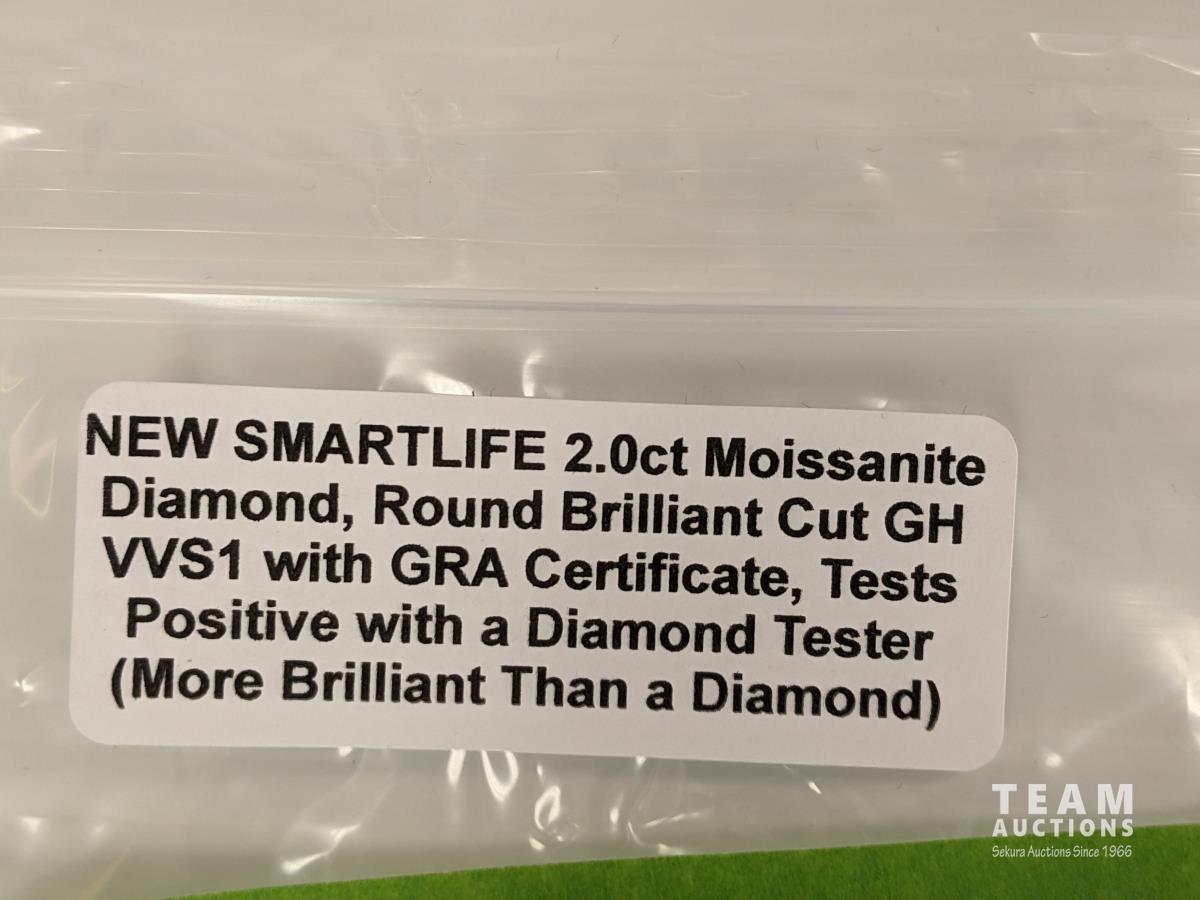 NEW SMARTLIFE 2.0ct Moissanite
Diamond, Round Brilliant Cut GH
VVS1 with GRA Certificate, Tests
Positive with a Diamond Tester
(More Brilliant Than a Diamond)
TEAM
AUCTIONS
Sekura Auctions Since 1966